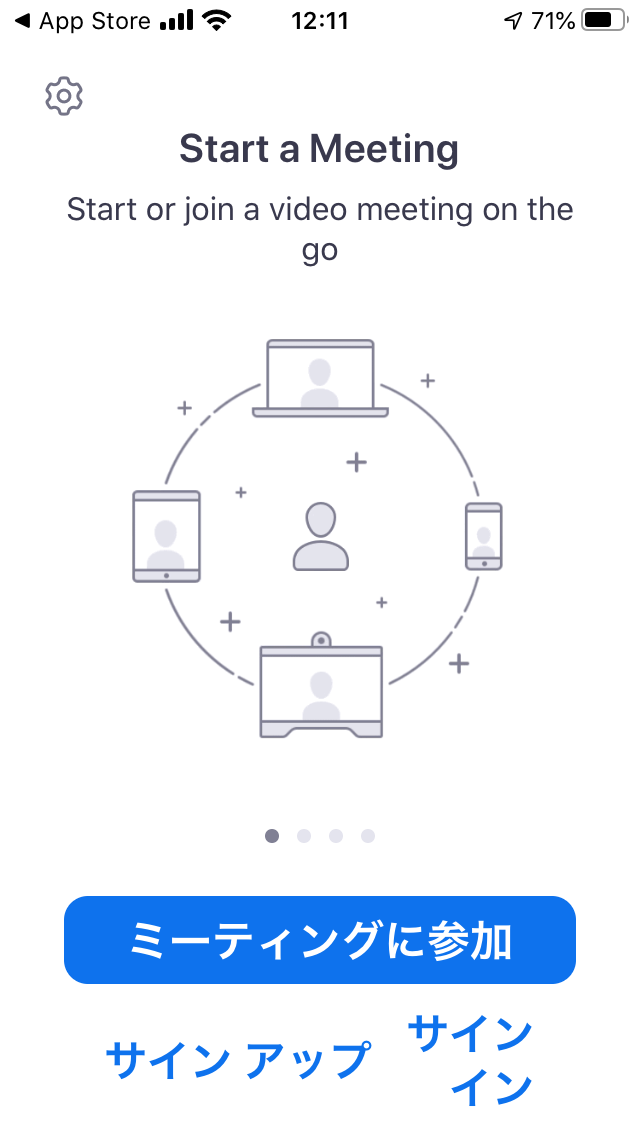 ◀ App Store 12:11 71%
Start a Meeting
Start or join a video meeting on the
go
ミーティングに参加
サイン アップ
サイン
イン